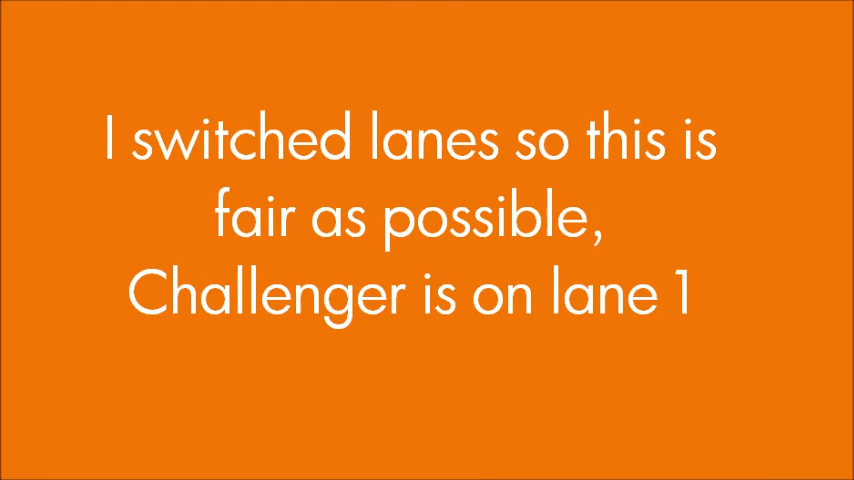 I switched lanes so this is
fair as possible,
Challenger is on lane 1